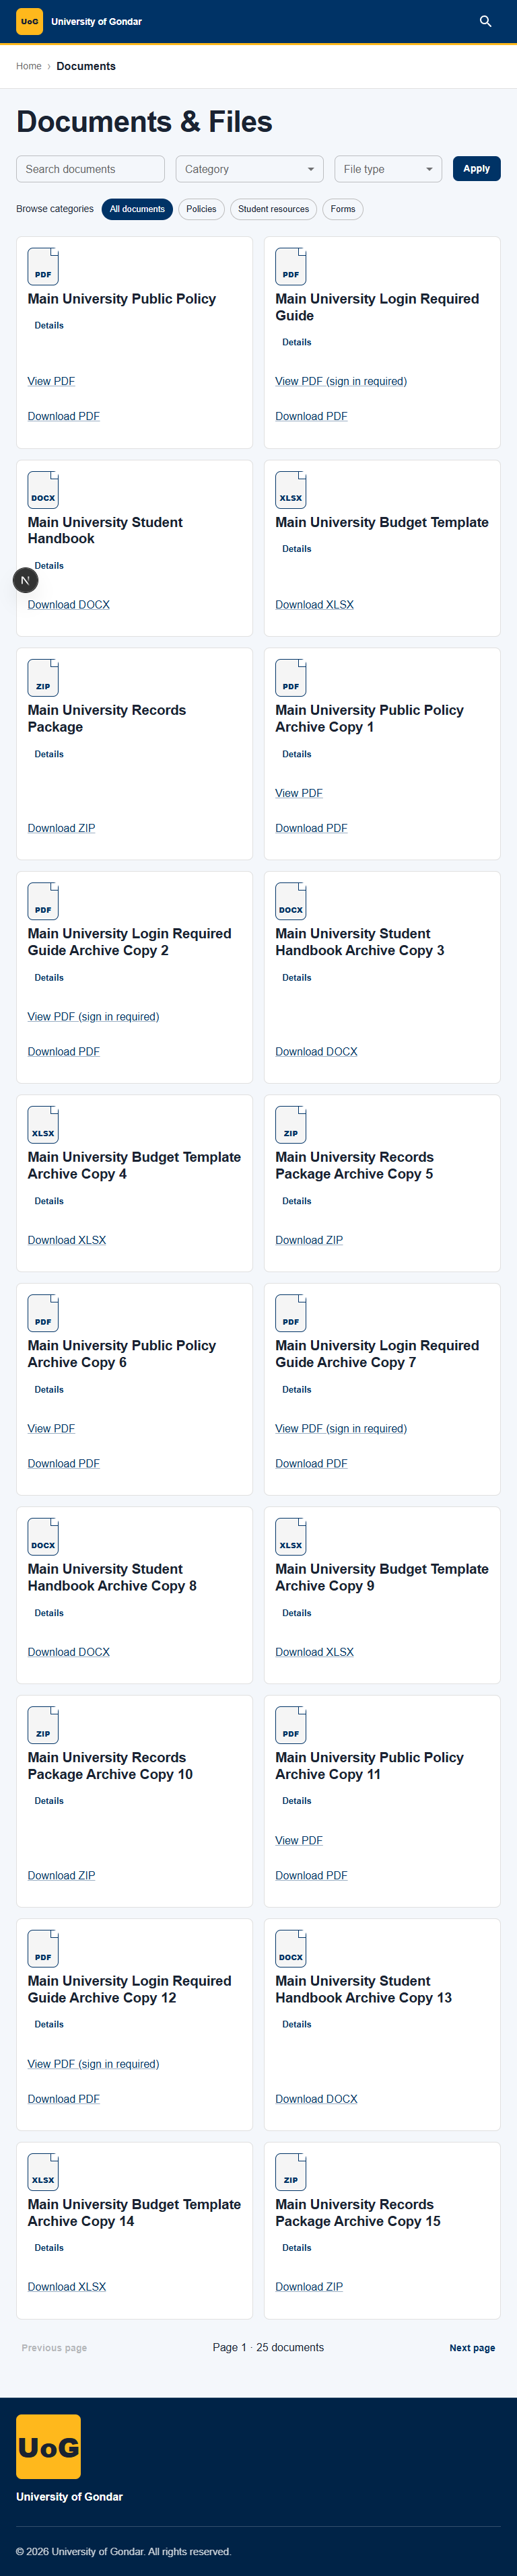 UoG University of Gondar
Home › Documents
Documents & Files
Search documents Category File type Apply
Browse categories All documents Policies Student resources Forms
PDF
Main University Public Policy
Details
View PDF
Download PDF
PDF
Main University Login Required
Guide
Details
View PDF (sign in required)
Download PDF
DOCX
Main University Student
Handbook
Details
N
Download DOCX
XLSX
Main University Budget Template
Details
Download XLSX
ZIP
Main University Records
Package
Details
Download ZIP
PDF
Main University Public Policy
Archive Copy 1
Details
View PDF
Download PDF
PDF
Main University Login Required
Guide Archive Copy 2
Details
View PDF (sign in required)
Download PDF
DOCX
Main University Student
Handbook Archive Copy 3
Details
Download DOCX
XLSX
Main University Budget Template
Archive Copy 4
Details
Download XLSX
ZIP
Main University Records
Package Archive Copy 5
Details
Download ZIP
PDF
Main University Public Policy
Archive Copy 6
Details
View PDF
Download PDF
PDF
Main University Login Required
Guide Archive Copy 7
Details
View PDF (sign in required)
Download PDF
DOCX
Main University Student
Handbook Archive Copy 8
Details
Download DOCX
XLSX
Main University Budget Template
Archive Copy 9
Details
Download XLSX
ZIP
Main University Records
Package Archive Copy 10
Details
Download ZIP
PDF
Main University Public Policy
Archive Copy 11
Details
View PDF
Download PDF
PDF
Main University Login Required
Guide Archive Copy 12
Details
View PDF (sign in required)
Download PDF
DOCX
Main University Student
Handbook Archive Copy 13
Details
Download DOCX
XLSX
Main University Budget Template
Archive Copy 14
Details
Download XLSX
ZIP
Main University Records
Package Archive Copy 15
Details
Download ZIP
Previous page Page 1 · 25 documents Next page
UoG
University of Gondar
© 2026 University of Gondar. All rights reserved.